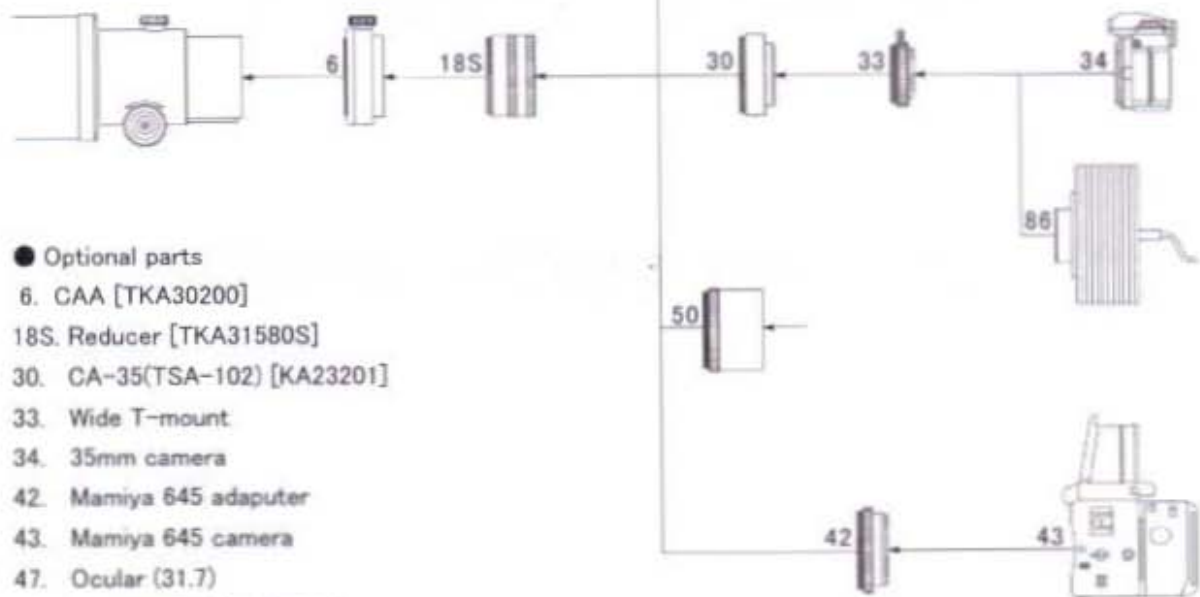 6
18S
30
33
34
86
50
42
43
● Optional parts
6. CAA [TKA30200]
18S. Reducer [TKA31580S]
30. CA-35(TSA-102) [KA23201]
33. Wide T-mount
34. 35mm camera
42. Mamiya 645 adaputer
43. Mamiya 645 camera
47. Ocular (31.7)